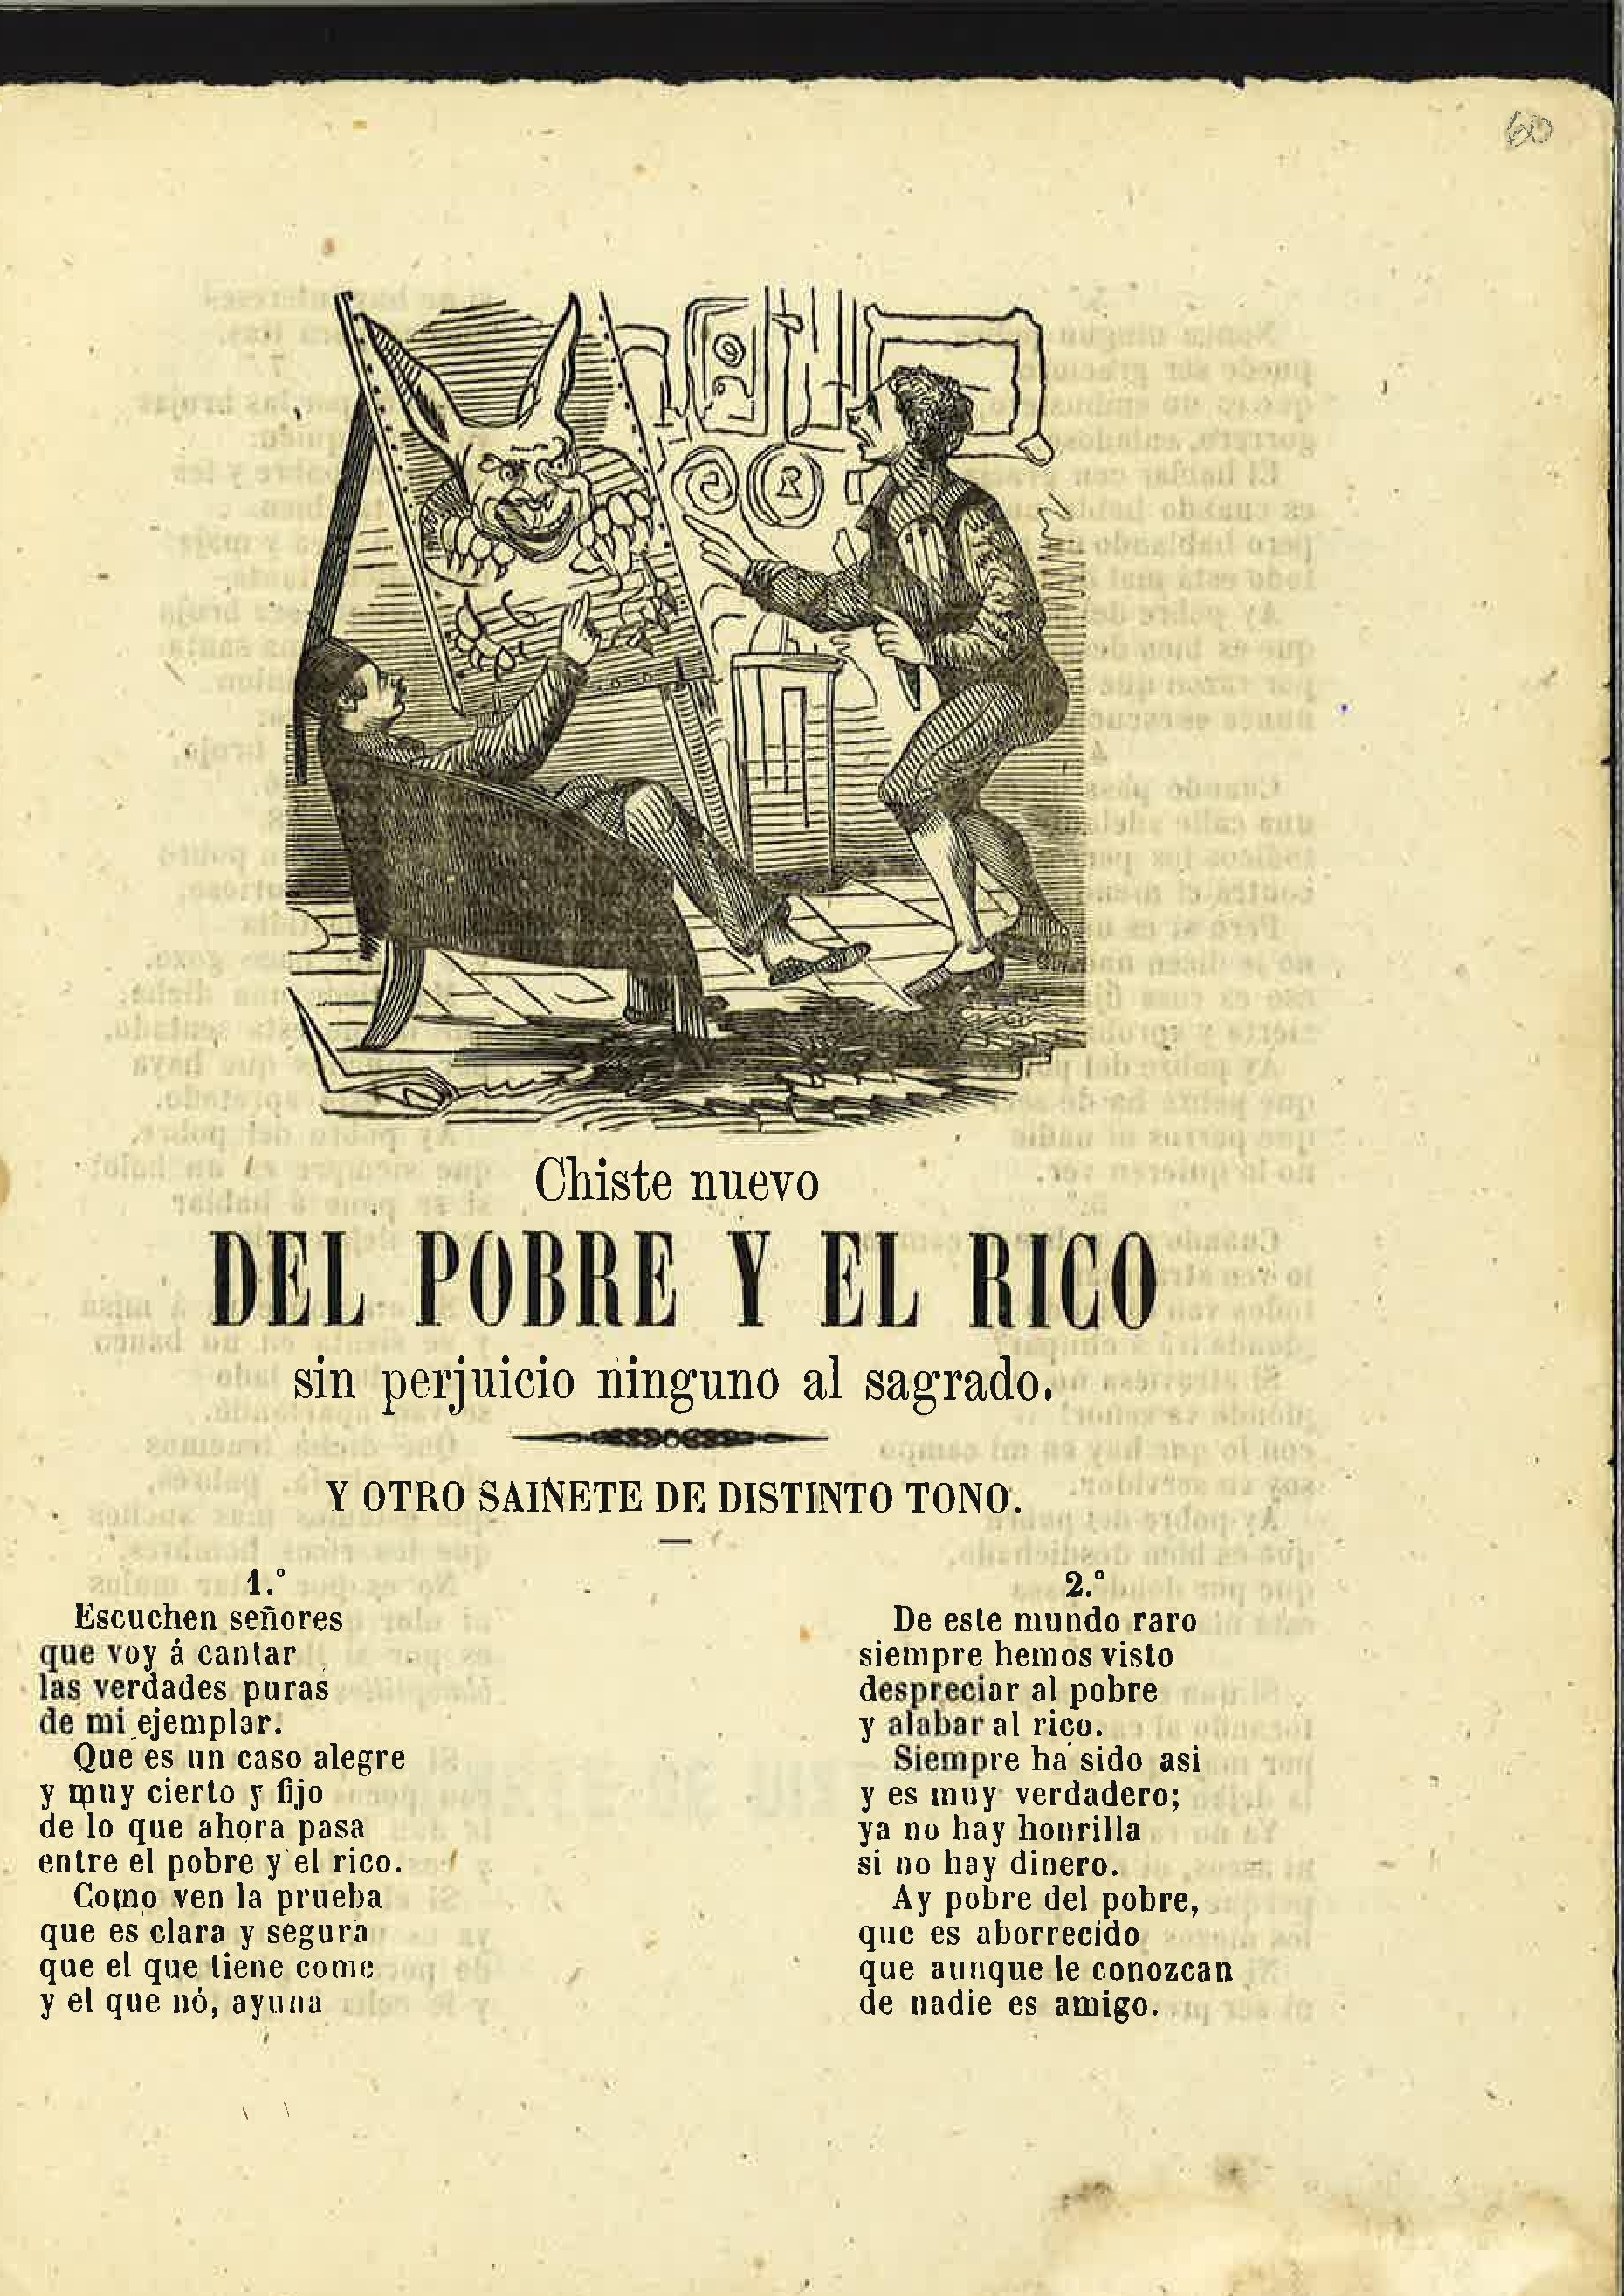 60
Chiste nuevo
DEL POBRE Y EL RICO
sin perjuicio ninguno al sagrado.
Y OTRO SAINETE DE DISTINTO TONO.
1.º
Escuchen señores
que voy á cantar
las verdades puras
de mi ejemplar.
Que es un caso alegre
y muy cierto y fijo
de lo que ahora pasa
entre el pobre y el rico.
Como ven la prueba
que es clara y segura
que el que tiene come
y el que nó, ayuna
2.º
De este mundo raro
siempre hemos visto
despreciar al pobre
y alabar al rico.
Siempre ha sido asi
y es muy verdadero;
ya no hay honrilla
si no hay dinero.
Ay pobre del pobre,
que es aborrecido
que aunque le conozcan
de nadie es amigo.